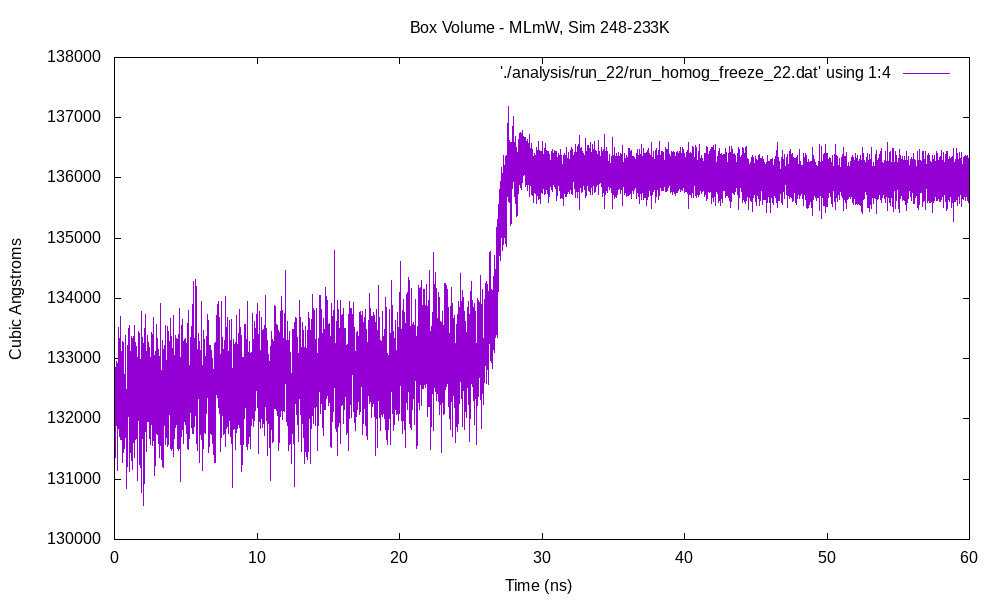 Box Volume - MLmW, Sim 248-233K
'./analysis/run_22/run_homog_freeze_22.dat' using 1:4
138000
137000
136000
135000
134000
133000
132000
131000
130000
Cubic Angstroms
0 10 20 30 40 50 60
Time (ns)